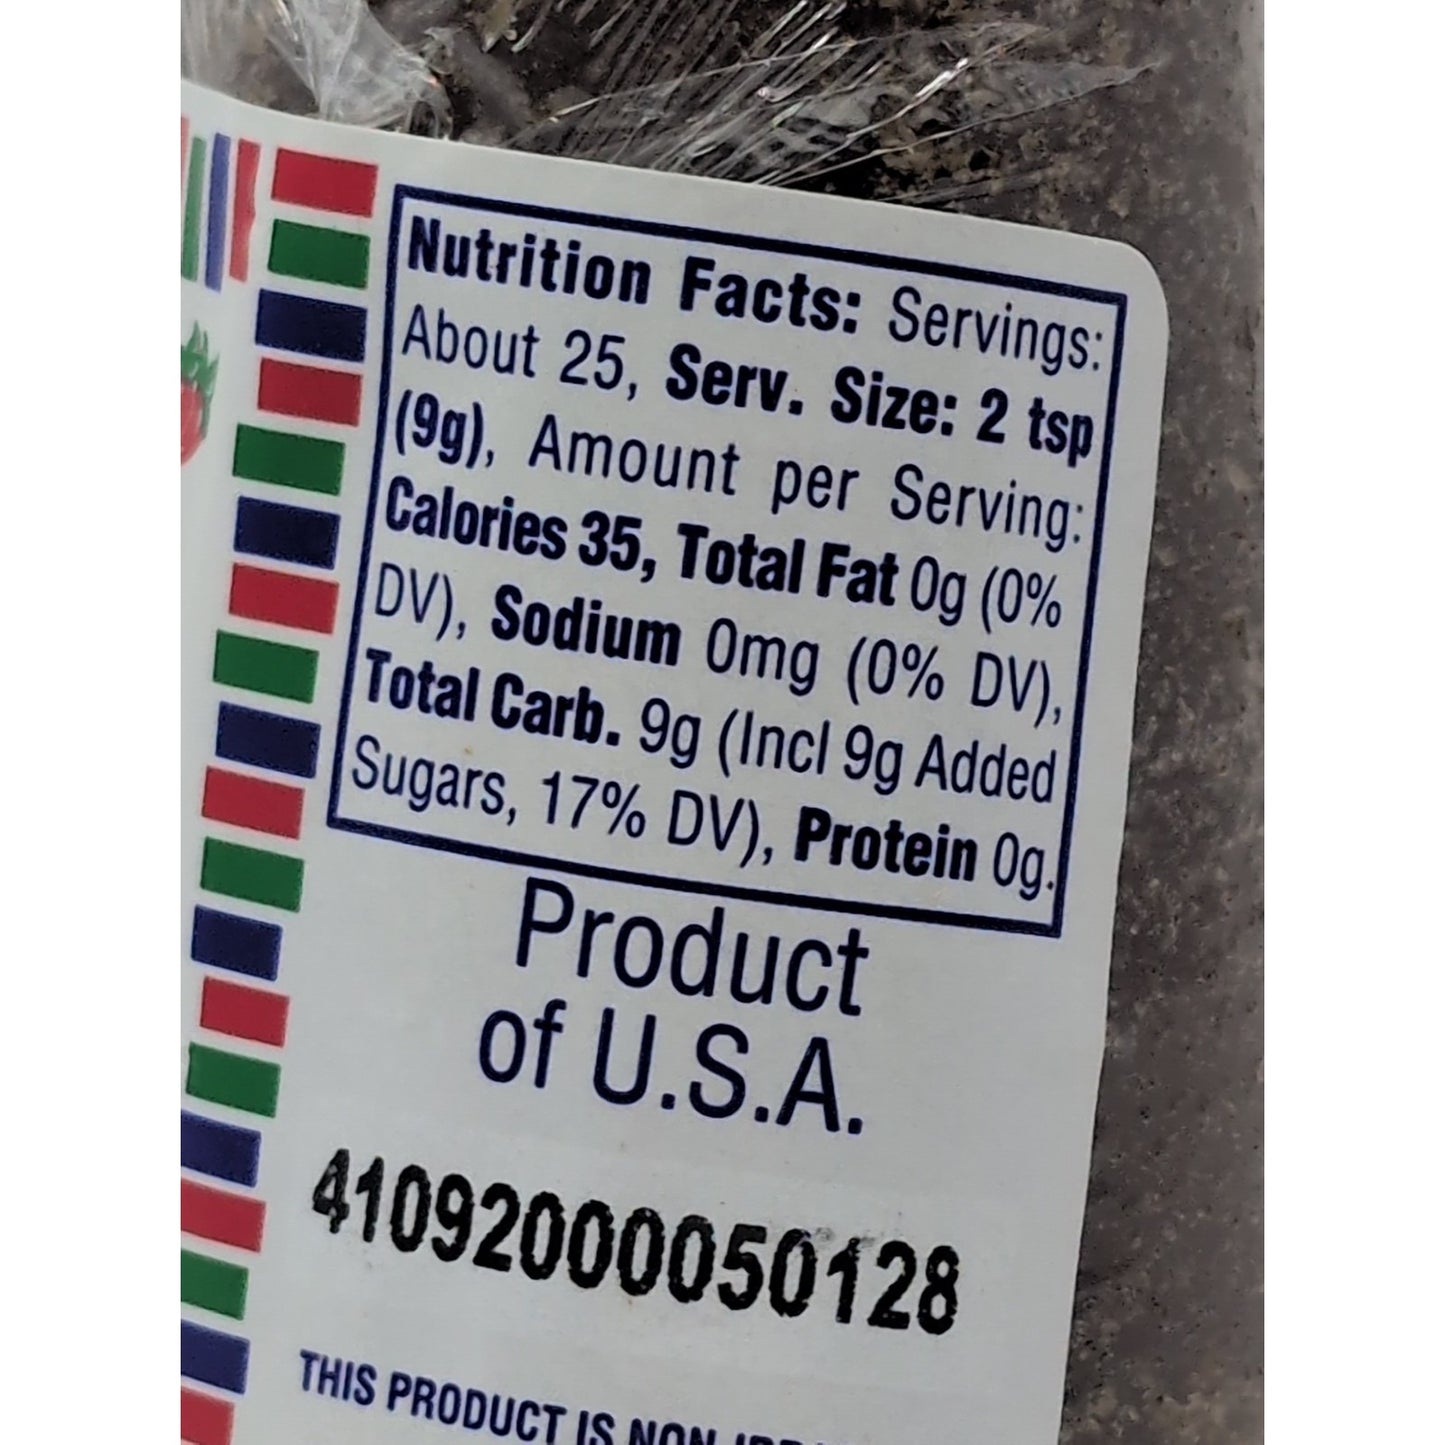 Nutrition Facts: Servings:
About 25, Serv. Size: 2 tsp
(9g), Amount per Serving:
Calories 35, Total Fat 0g (0%
DV), Sodium 0mg (0% DV),
Total Carb. 9g (Incl 9g Added
Sugars, 17% DV), Protein 0g.
Product
of U.S.A.
41092000050128
THIS PRODUCT IS